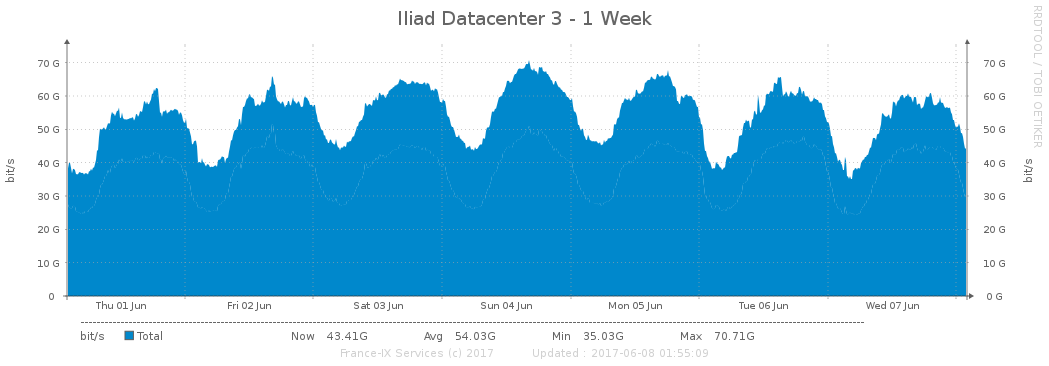 Iliad Datacenter 3 - 1 Week
RRDTOOL / TOBI OETIKER
bit/s
70 G 70 G
60 G 60 G
50 G 50 G
40 G 40 G
30 G 30 G
20 G 20 G
10 G 10 G
0 0 G
bit/s
Thu 01 Jun Fri 02 Jun Sat 03 Jun Sun 04 Jun Mon 05 Jun Tue 06 Jun Wed 07 Jun
bit/s Total Now 43.41G Avg 54.03G Min 35.03G Max 70.71G
France-IX Services (c) 2017 Updated : 2017-06-08 01:55:09